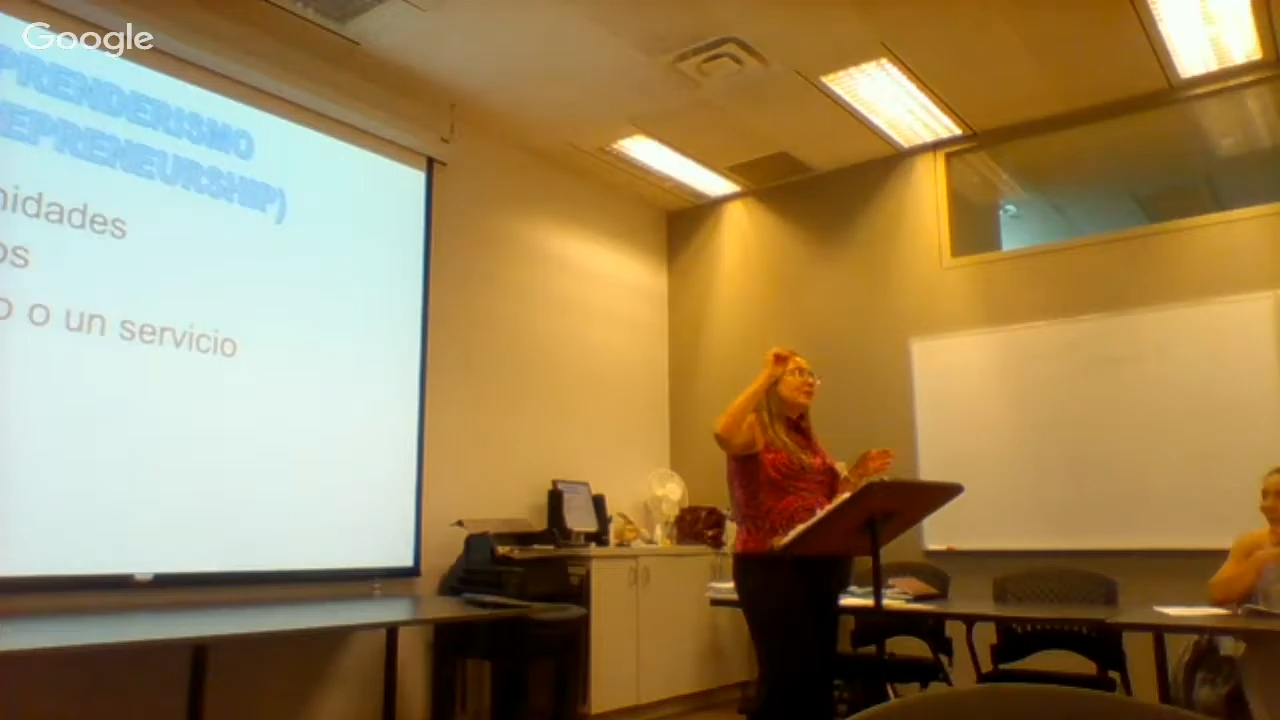 Google
PRENDERISMO
EPRENEURSHIP")
nidades
os
o o un servicio